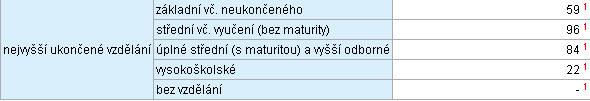 základní vč. neukončeného 59 1
střední vč. vyučení (bez maturity) 96 1
nejvyšší ukončené vzdělání úplné střední (s maturitou) a vyšší odborné 84 1
vysokoškolské 22 1
bez vzdělání - 1